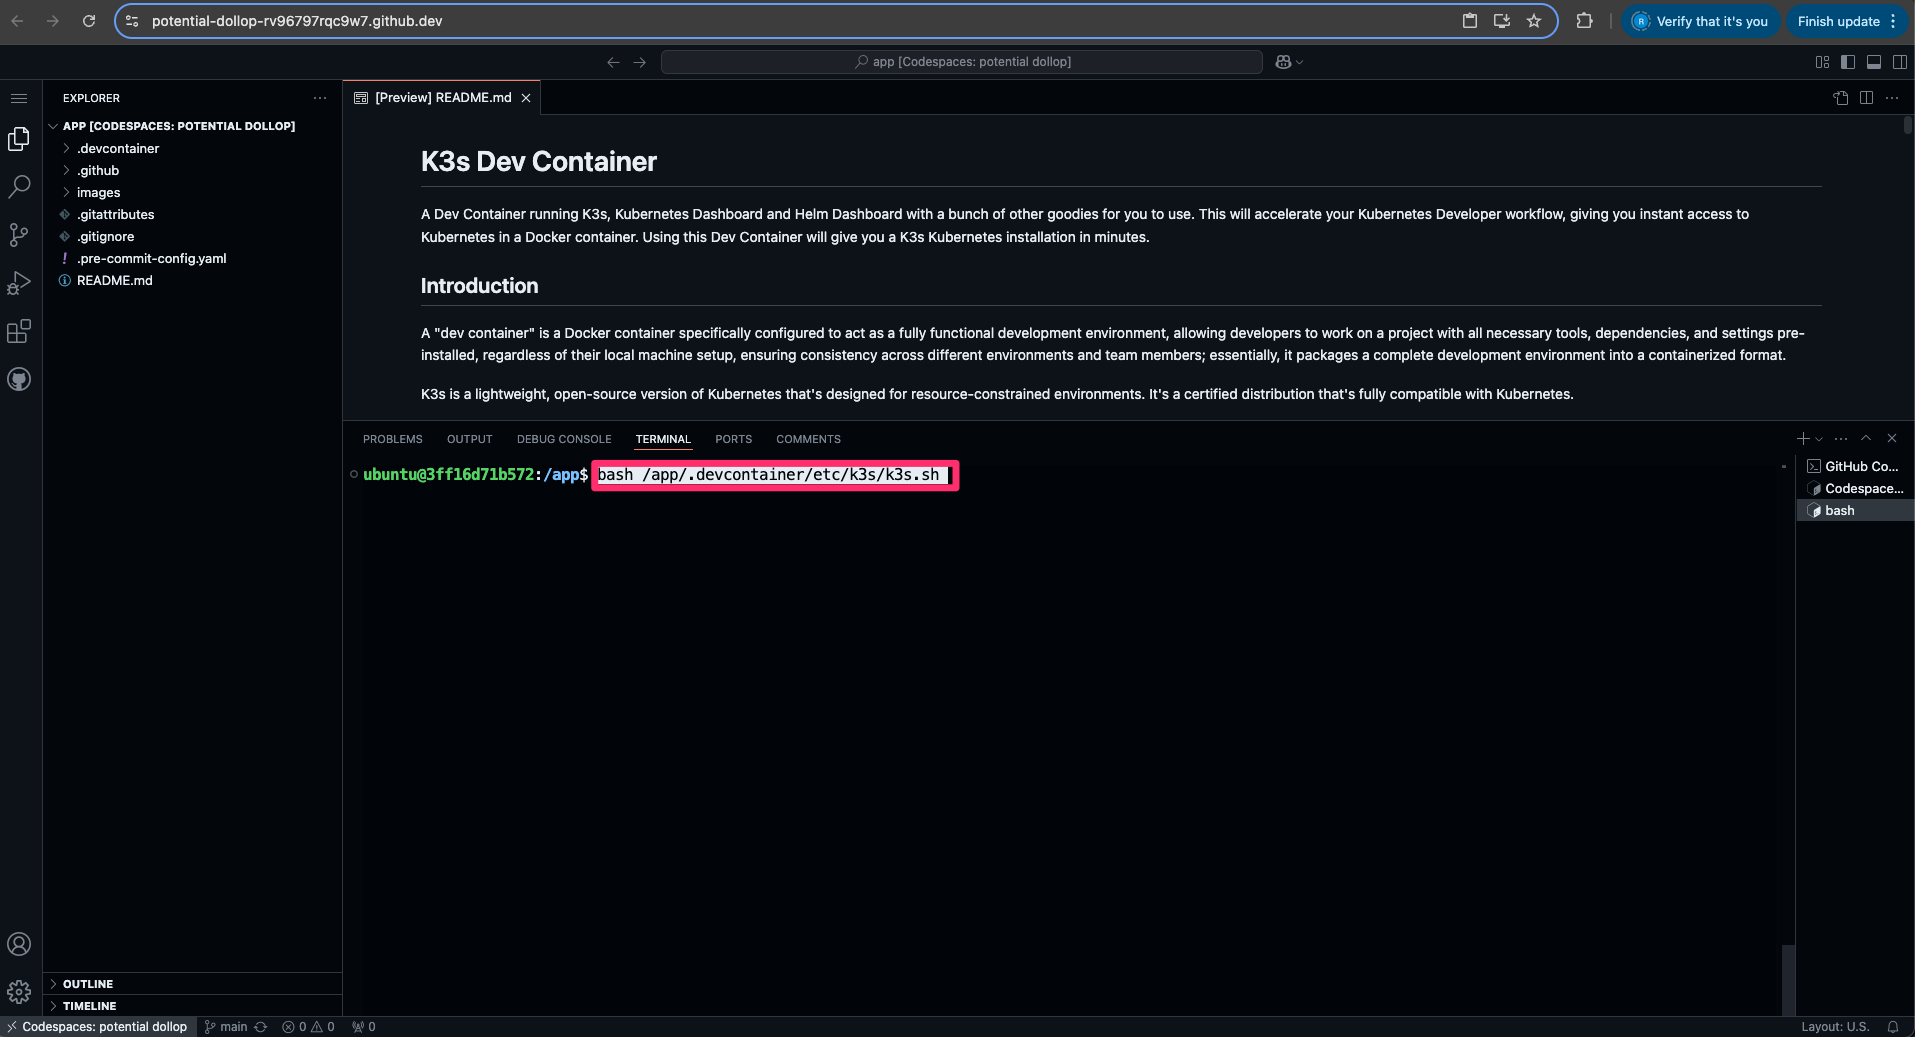 potential-dollop-rv96797rqc9w7.github.dev
R
Verify that it's you
Finish update
app [Codespaces: potential dollop]
EXPLORER
APP [CODESPACES: POTENTIAL DOLLOP]
.devcontainer
.github
images
.gitattributes
.gitignore
! .pre-commit-config.yaml
README.md
OUTLINE
TIMELINE
[Preview] README.md
K3s Dev Container
A Dev Container running K3s, Kubernetes Dashboard and Helm Dashboard with a bunch of other goodies for you to use. This will accelerate your Kubernetes Developer workflow, giving you instant access to
Kubernetes in a Docker container. Using this Dev Container will give you a K3s Kubernetes installation in minutes.
Introduction
A "dev container" is a Docker container specifically configured to act as a fully functional development environment, allowing developers to work on a project with all necessary tools, dependencies, and settings pre-
installed, regardless of their local machine setup, ensuring consistency across different environments and team members; essentially, it packages a complete development environment into a containerized format.
K3s is a lightweight, open-source version of Kubernetes that's designed for resource-constrained environments. It's a certified distribution that's fully compatible with Kubernetes.
PROBLEMS OUTPUT DEBUG CONSOLE TERMINAL PORTS COMMENTS
ubuntu@3ff16d71b572:/app$ bash /app/.devcontainer/etc/k3s/k3s.sh
GitHub Co...
Codespace...
bash
Codespaces: potential dollop main 0 0 0 Layout: U.S.